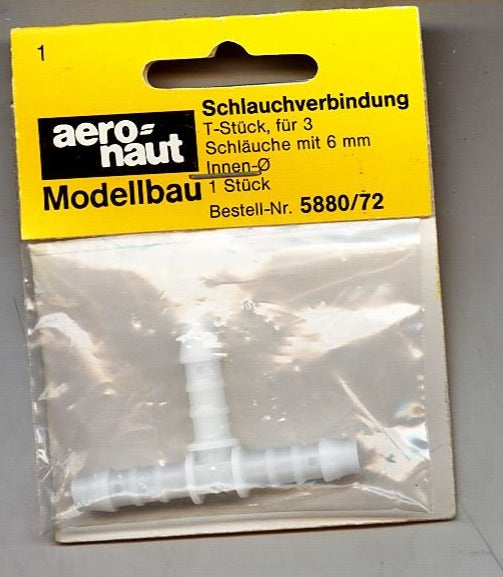 1
aero=
naut
Modellbau
Schlauchverbindung
T-Stück, für 3
Schläuche mit 6 mm
Innen-Ø
1 Stück
Bestell-Nr. 5880/72